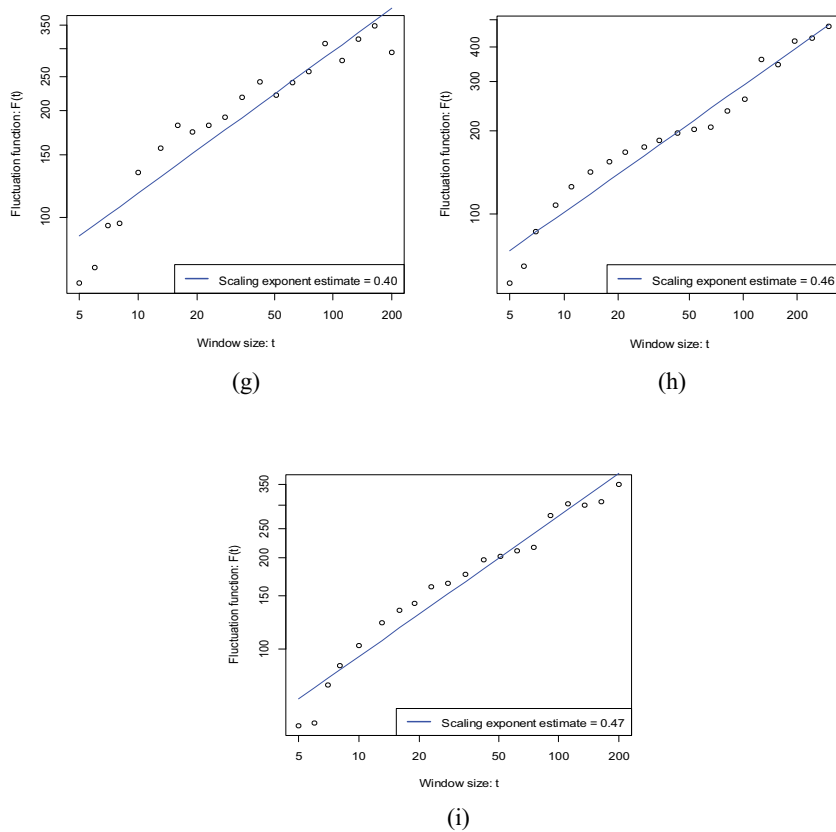 Fluctuation function: F(t)
350
250
200
150
100
Scaling exponent estimate = 0.40
5
10
20
50
100
200
Window size: t
(g)
Fluctuation function: F(t)
400
300
200
100
Scaling exponent estimate = 0.46
5
10
20
50
100
200
Window size: t
(h)
Fluctuation function: F(t)
350
250
200
150
100
Scaling exponent estimate = 0.47
5
10
20
50
100
200
Window size: t
(i)